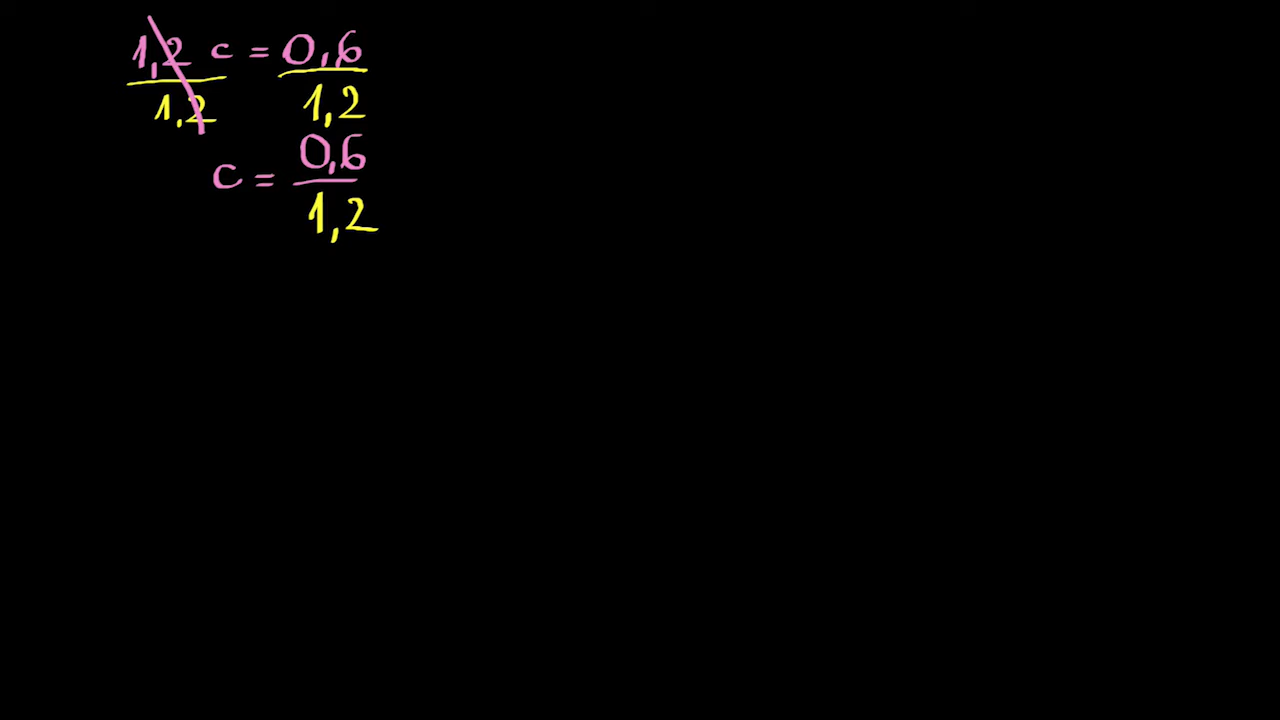 1,2 c = 0,6
1,2 1,2
c = 0,6
1,2